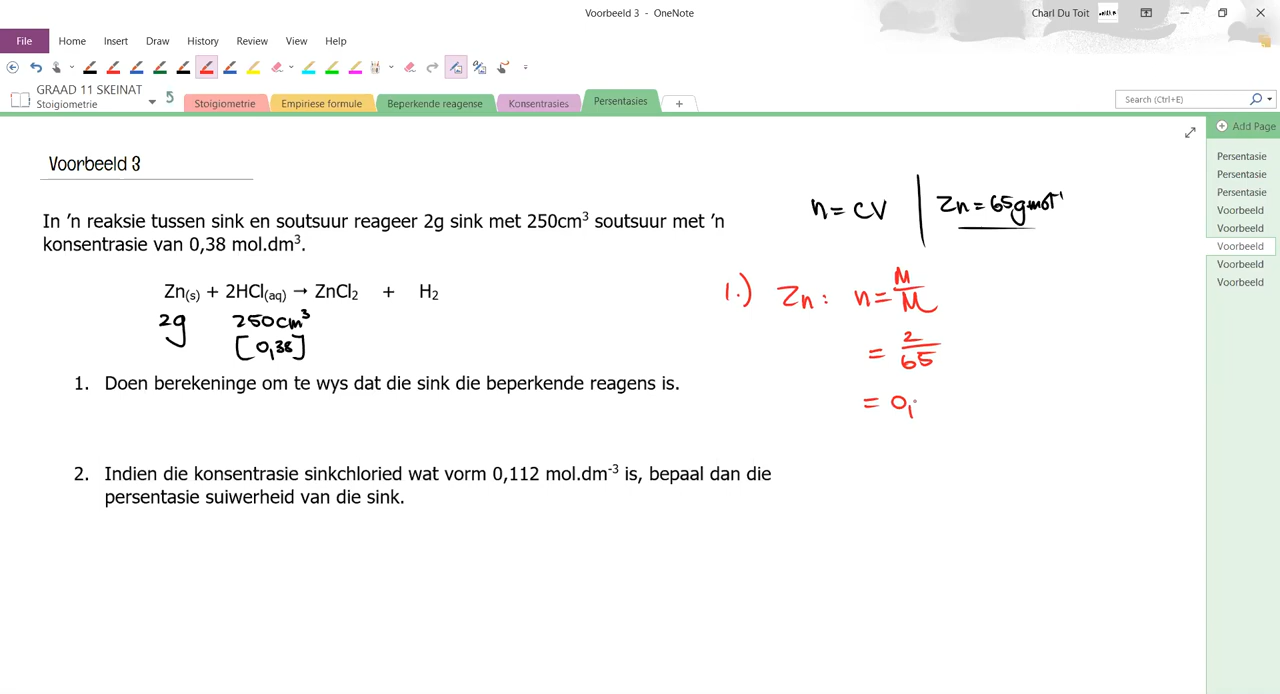 Voorbeeld 3 - OneNote
Charl Du Toit
File Home Insert Draw History Review View Help
GRAAD 11 SKEINAT
Stoigiometrie
Stoigiometrie Empiriese formule Beperkende reagense Konsentrasies Persentasies +
Search (Ctrl+E)
Add Page
Persentasie
Persentasie
Persentasie
Voorbeeld
Voorbeeld
Voorbeeld
Voorbeeld
Voorbeeld
Voorbeeld 3
In 'n reaksie tussen sink en soutsuur reageer 2g sink met 250cm³ soutsuur met 'n
konsentrasie van 0,38 mol.dm³.
Zn(s) + 2HCl(aq) → ZnCl₂ + H₂
2g 250cm³
[0,38]
1. Doen berekeninge om te wys dat die sink die beperkende reagens is.
2. Indien die konsentrasie sinkchloried wat vorm 0,112 mol.dm⁻³ is, bepaal dan die
persentasie suiwerheid van die sink.
n = cV | Zn = 65g mol⁻¹
1.) Zn: n = M/M
= 2/65
= 0,